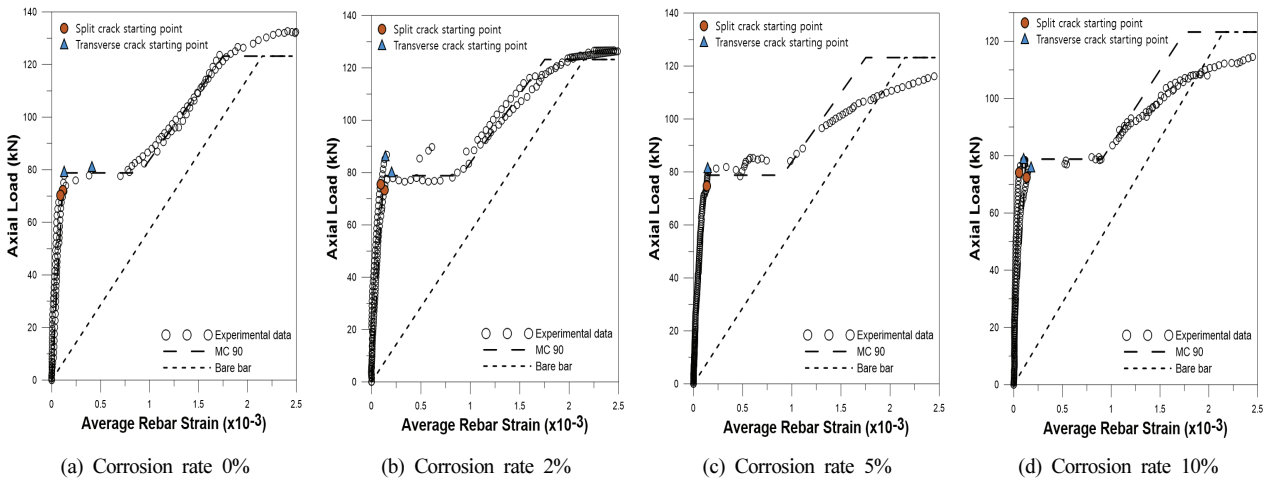 140
120
100
80
60
40
20
0
Axial Load (kN)
Split crack starting point
Transverse crack starting point
Experimental data
MC 90
Bare bar
0
0.5
1
1.5
2
2.5
Average Rebar Strain (x10-3)
(a) Corrosion rate 0%
140
120
100
80
60
40
20
0
Axial Load (kN)
Split crack starting point
Transverse crack starting point
Experimental data
MC 90
Bare bar
0
0.5
1
1.5
2
2.5
Average Rebar Strain (x10-3)
(b) Corrosion rate 2%
140
120
100
80
60
40
20
0
Axial Load (kN)
Split crack starting point
Transverse crack starting point
Experimental data
MC 90
Bare bar
0
0.5
1
1.5
2
2.5
Average Rebar Strain (x10-3)
(c) Corrosion rate 5%
120
100
80
60
40
20
0
Axial Load (kN)
Split crack starting point
Transverse crack starting point
Experimental data
MC 90
Bare bar
0
0.5
1
1.5
2
2.5
Average Rebar Strain (x10-3)
(d) Corrosion rate 10%